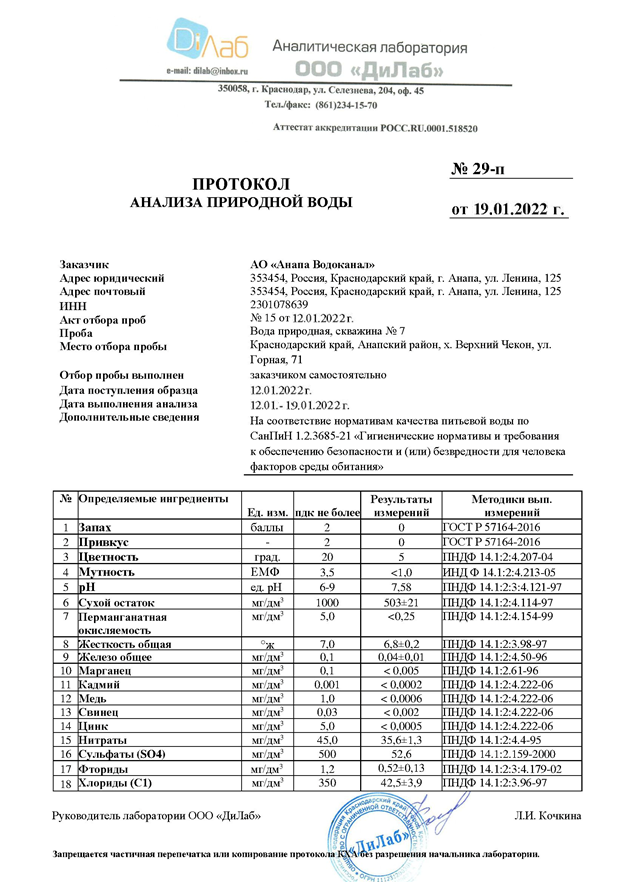 ДиЛаб
e-mail: dilab@inbox.ru
Аналитическая лаборатория
ООО «ДиЛаб»
350058, г. Краснодар, ул. Селезнева, 204, оф. 45
Тел./факс: (861)234-15-70
Аттестат аккредитации РОСС.RU.0001.518520
№ 29-п
ПРОТОКОЛ
АНАЛИЗА ПРИРОДНОЙ ВОДЫ
от 19.01.2022 г.
Заказчик АО «Анапа Водоканал»
Адрес юридический 353454, Россия, Краснодарский край, г. Анапа, ул. Ленина, 125
Адрес почтовый 353454, Россия, Краснодарский край, г. Анапа, ул. Ленина, 125
ИНН 2301078639
Акт отбора проб № 15 от 12.01.2022 г.
Проба Вода природная, скважина № 7
Место отбора пробы Краснодарский край, Анапский район, х. Верхний Чекон, ул.
Горная, 71
Отбор пробы выполнен заказчиком самостоятельно
Дата поступления образца 12.01.2022 г.
Дата выполнения анализа 12.01.- 19.01.2022 г.
Дополнительные сведения На соответствие нормативам качества питьевой воды по
СанПиН 1.2.3685-21 «Гигиенические нормативы и требования
к обеспечению безопасности и (или) безвредности для человека
факторов среды обитания»
№ Определяемые ингредиенты Ед. изм. пдк не более Результаты измерений Методики вып. измерений
1 Запах баллы 2 0 ГОСТ Р 57164-2016
2 Привкус - 2 0 ГОСТ Р 57164-2016
3 Цветность град. 20 5 ПНДФ 14.1:2:4.207-04
4 Мутность ЕМФ 3,5 <1,0 ИНД Ф 14.1:2:4.213-05
5 рН ед. рН 6-9 7,58 ПНДФ 14.1:2:3:4.121-97
6 Сухой остаток мг/дм³ 1000 503±21 ПНДФ 14.1:2:4.114-97
7 Перманганатная мг/дм³ 5,0 <0,25 ПНДФ 14.1:2:4.154-99
окисляемость
8 Жесткость общая °ж 7,0 6,8±0,2 ПНДФ 14.1:2:3.98-97
9 Железо общее мг/дм³ 0,1 0,04±0,01 ПНДФ 14.1:2:4.50-96
10 Марганец мг/дм³ 0,1 < 0,005 ПНДФ 14.1:2.61-96
11 Кадмий мг/дм³ 0,001 < 0,0002 ПНДФ 14.1:2:4.222-06
12 Медь мг/дм³ 1,0 < 0,0006 ПНДФ 14.1:2:4.222-06
13 Свинец мг/дм³ 0,03 < 0,002 ПНДФ 14.1:2:4.222-06
14 Цинк мг/дм³ 5,0 < 0,0005 ПНДФ 14.1:2:4.222-06
15 Нитраты мг/дм³ 45,0 35,6±1,3 ПНДФ 14.1:2:4.4-95
16 Сульфаты (SO4) мг/дм³ 500 52,6 ПНДФ 14.1:2.159-2000
17 Фториды мг/дм³ 1,2 0,52±0,13 ПНДФ 14.1:2:3:4.179-02
18 Хлориды (С1) мг/дм³ 350 42,5±3,9 ПНДФ 14.1:2:3.96-97
Руководитель лаборатории ООО «ДиЛаб» Л.И. Кочкина
«ДиЛаб»
Запрещается частичная перепечатка или копирование протокола КХА без разрешения начальника лаборатории.